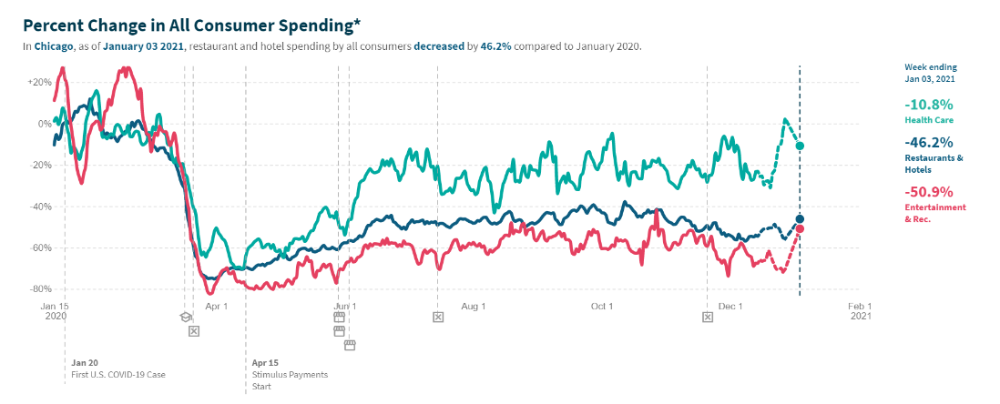 Percent Change in All Consumer Spending*
In Chicago, as of January 03 2021, restaurant and hotel spending by all consumers decreased by 46.2% compared to January 2020.
Week ending
Jan 03, 2021
+20%
0%
-20%
-40%
-60%
-80%
-10.8%
Health Care
-46.2%
Restaurants &
Hotels
-50.9%
Entertainment
& Rec.
Jan 15
2020
Apr 1
Jun 1
Aug 1
Oct 1
Dec 1
Feb 1
2021
Jan 20
First U.S. COVID-19 Case
Apr 15
Stimulus Payments
Start